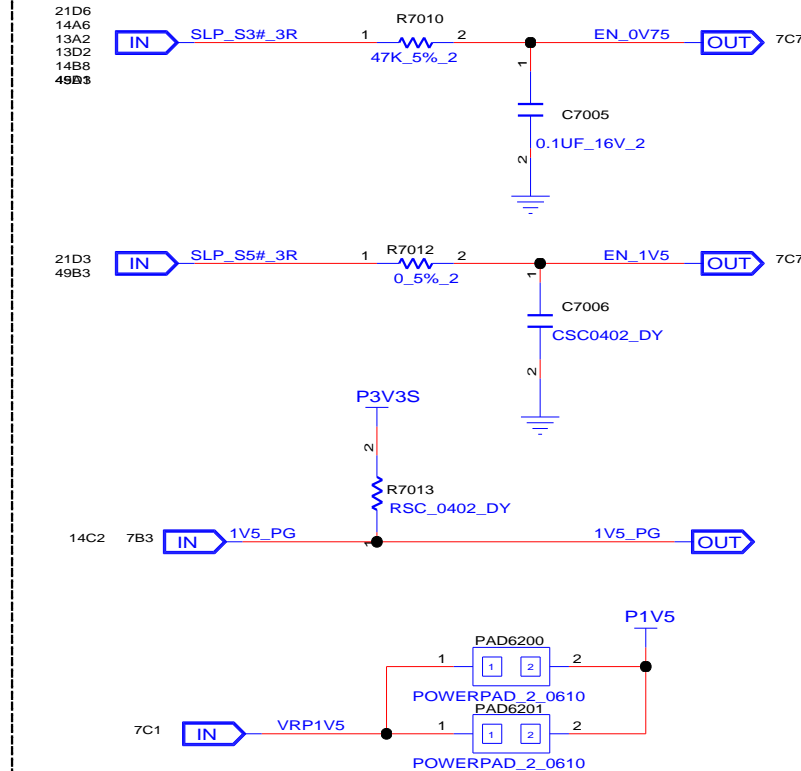 21D6
14A6
13A2
13D2
14B8
IN SLP_S3#_3R 1 R7010 2 EN_0V75 OUT 7C7
47K_5%_2
1
C7005
0.1UF_16V_2
2
21D3
49B3
IN SLP_S5#_3R 1 R7012 2 EN_1V5 OUT 7C7
0_5%_2
1
C7006
CSC0402_DY
2
P3V3S
2
R7013
RSC_0402_DY
1
14C2 7B3 IN 1V5_PG 1V5_PG OUT
P1V5
PAD6200
1 1 2 2
POWERPAD_2_0610
PAD6201
7C1 IN VRP1V5 1 1 2 2
POWERPAD_2_0610